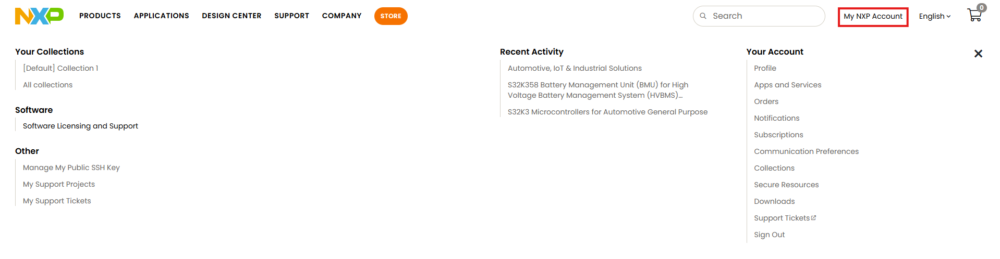 NXP PRODUCTS APPLICATIONS DESIGN CENTER SUPPORT COMPANY STORE Search My NXP Account English 0
Your Collections
[Default] Collection 1
All collections
Software
Software Licensing and Support
Other
Manage My Public SSH Key
My Support Projects
My Support Tickets
Recent Activity
Automotive, IoT & Industrial Solutions
S32K358 Battery Management Unit (BMU) for High
Voltage Battery Management System (HVBMS)...
S32K3 Microcontrollers for Automotive General Purpose
Your Account
Profile
Apps and Services
Orders
Notifications
Subscriptions
Communication Preferences
Collections
Secure Resources
Downloads
Support Tickets
Sign Out